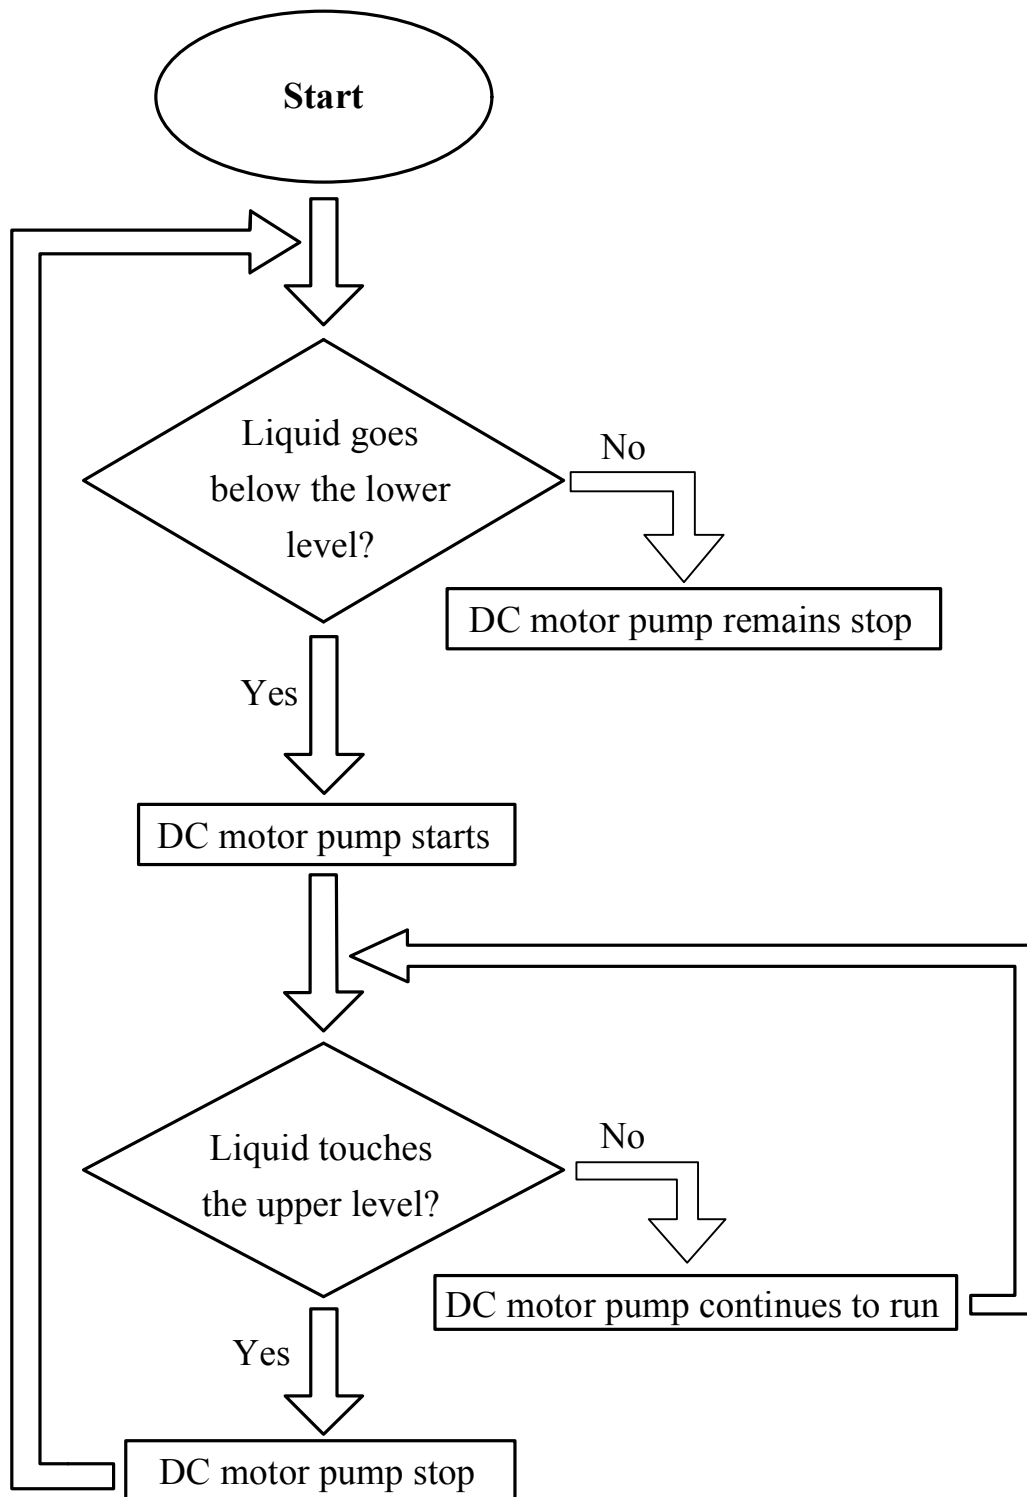 Start
Liquid goes
below the lower
level?
No
DC motor pump remains stop
Yes
DC motor pump starts
Liquid touches
the upper level?
No
DC motor pump continues to run
Yes
DC motor pump stop